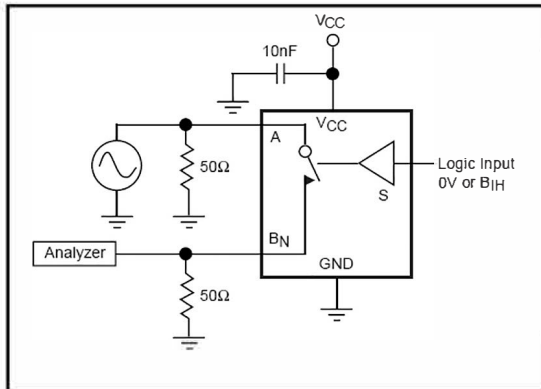 VCC
10nF
VCC
A
50Ω
S
Logic Input
0V or BIH
BN
Analyzer
GND
50Ω